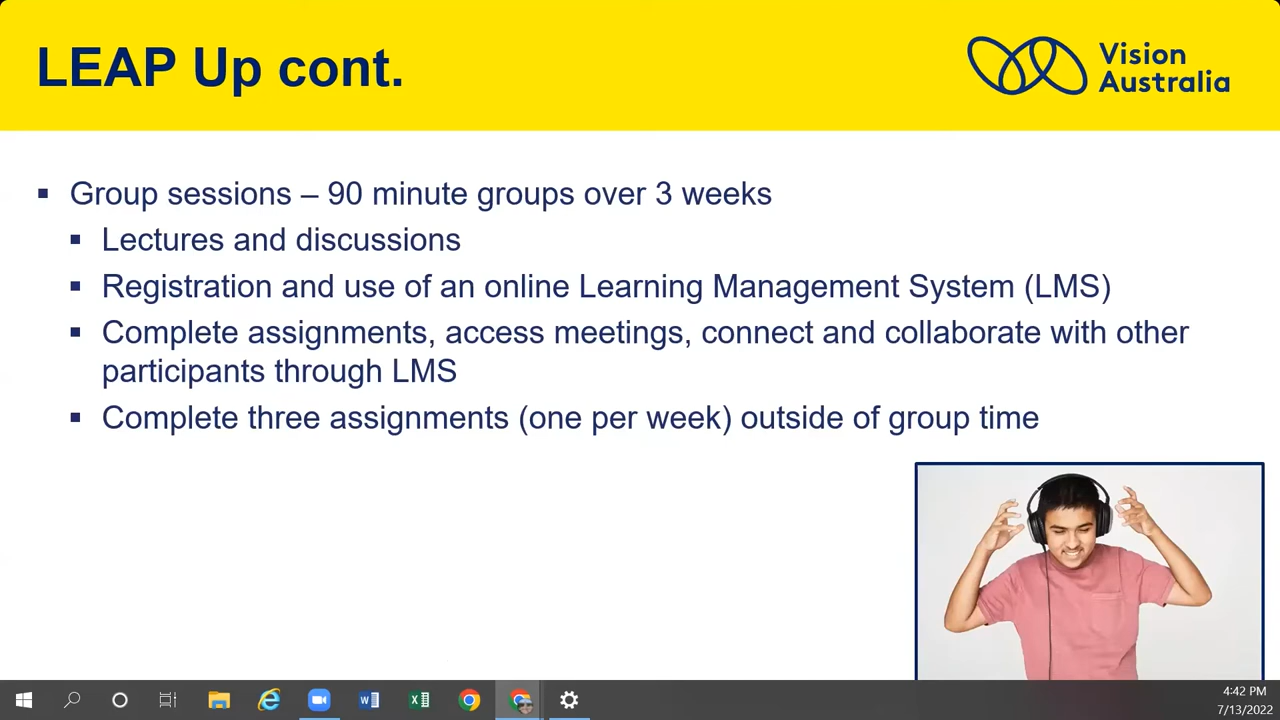 LEAP Up cont.
Vision
Australia
▪ Group sessions – 90 minute groups over 3 weeks
▪ Lectures and discussions
▪ Registration and use of an online Learning Management System (LMS)
▪ Complete assignments, access meetings, connect and collaborate with other
participants through LMS
▪ Complete three assignments (one per week) outside of group time
4:42 PM
7/13/2022